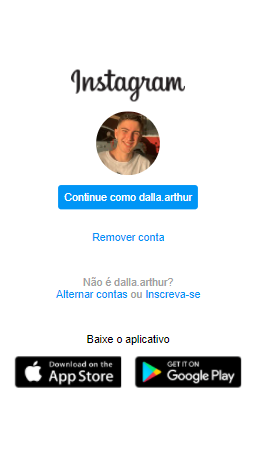 Instagram
Continue como dalla.arthur
Remover conta
Não é dalla.arthur?
Alternar contas ou Inscreva-se
Baixe o aplicativo
Download on the
App Store
GET IT ON
Google Play